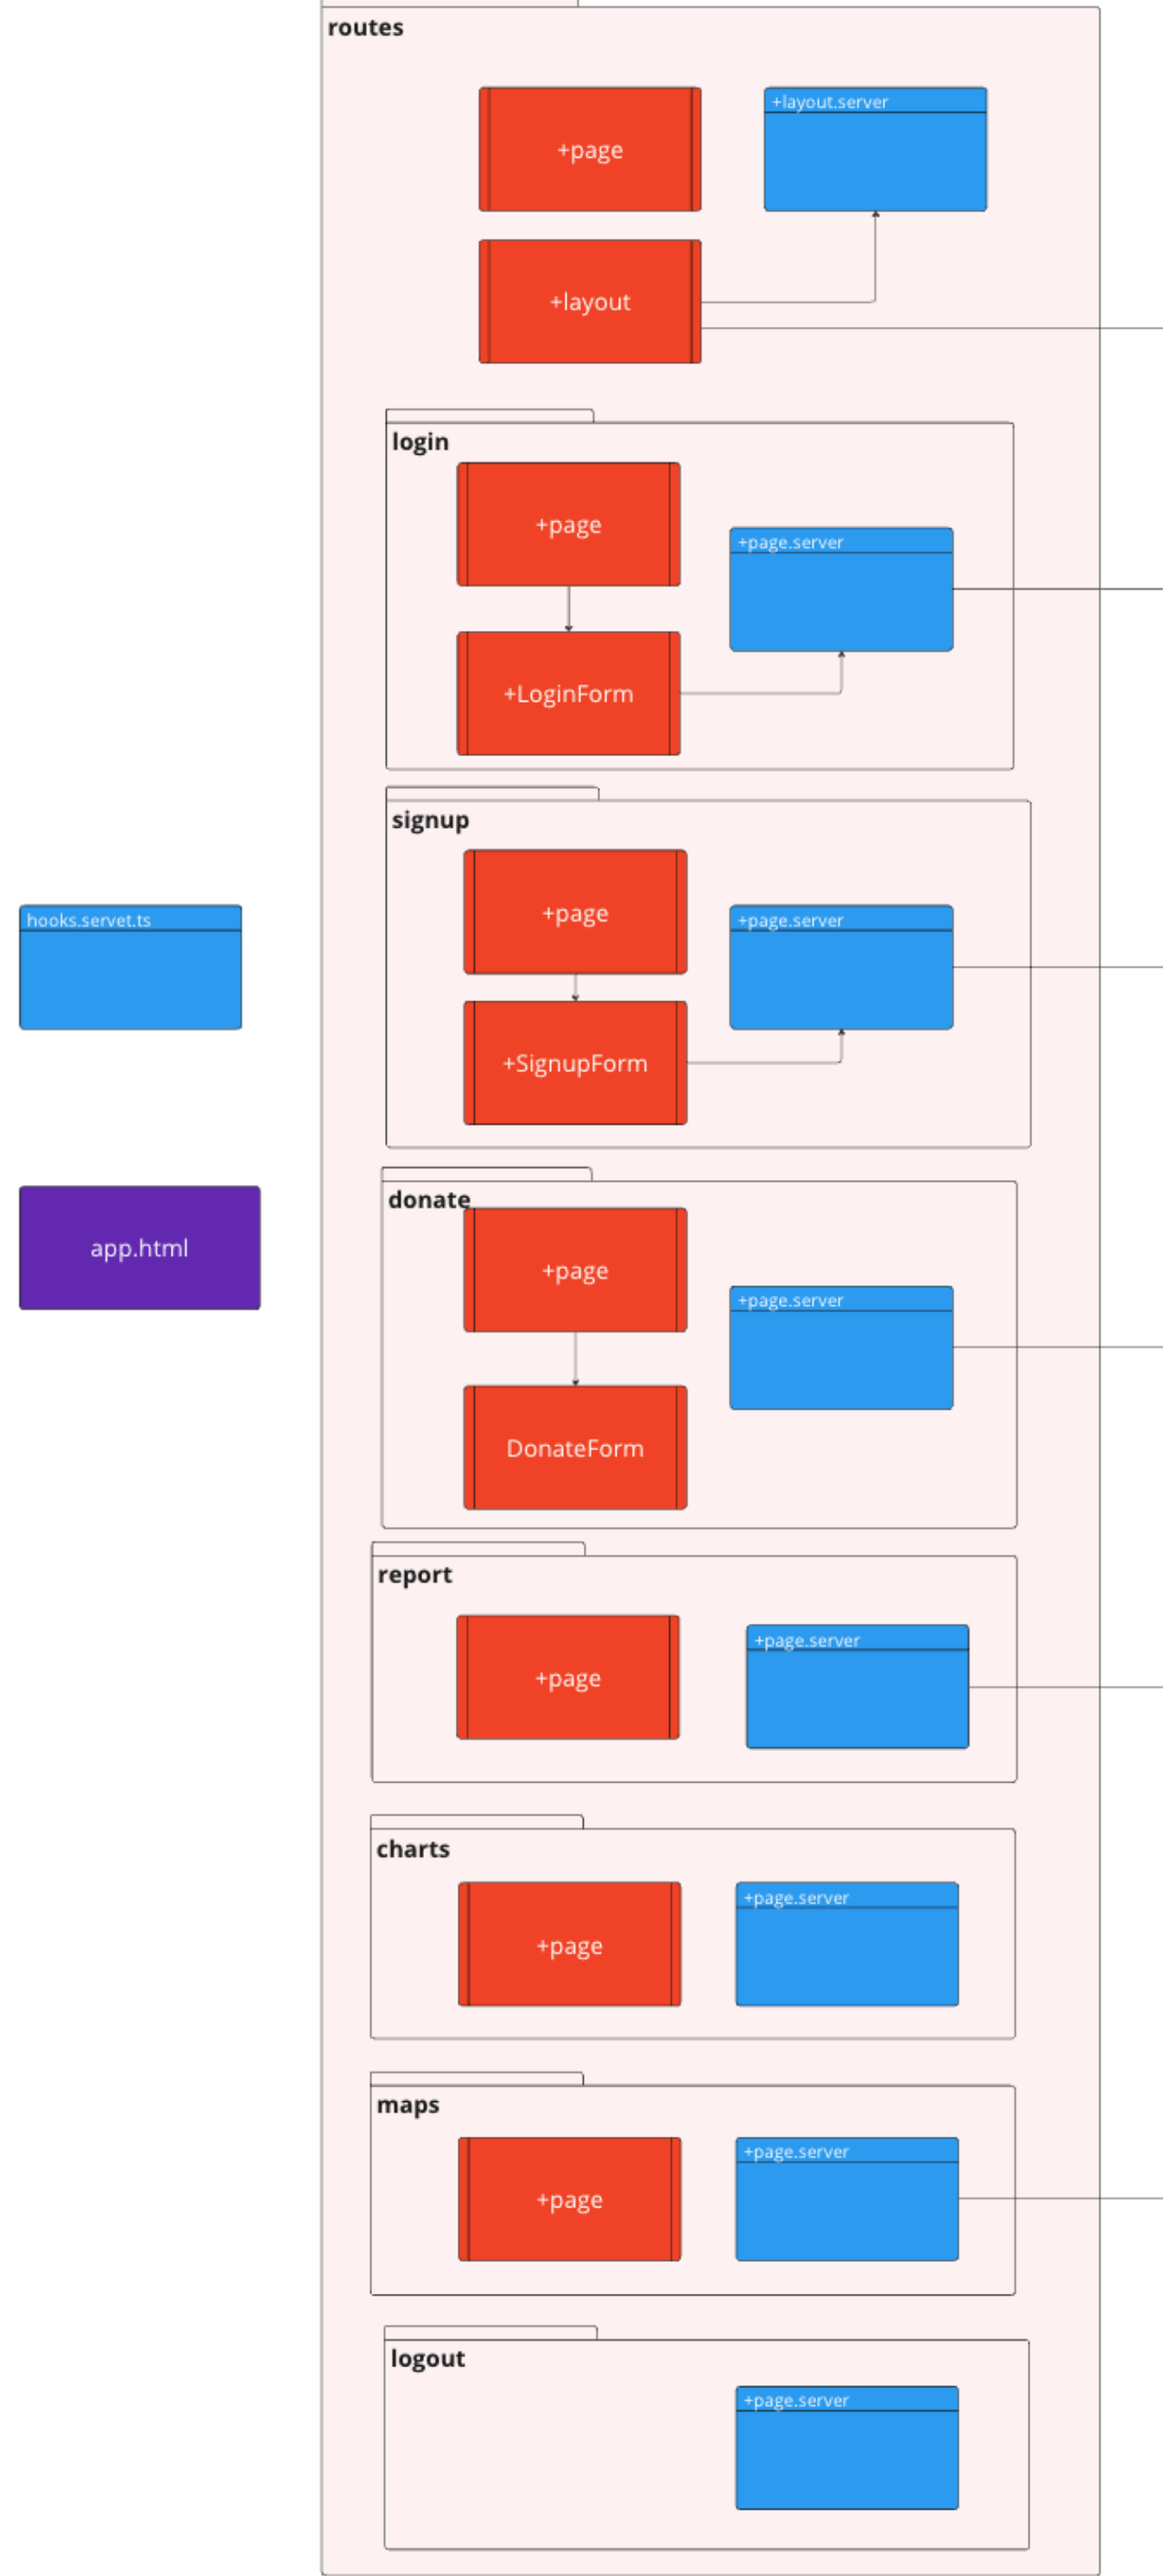 routes
+page
+layout.server
+layout
login
+page
+page.server
+LoginForm
signup
+page
+page.server
hooks.servet.ts
+SignupForm
donate
app.html
+page
+page.server
DonateForm
report
+page
+page.server
charts
+page
+page.server
maps
+page
+page.server
logout
+page.server